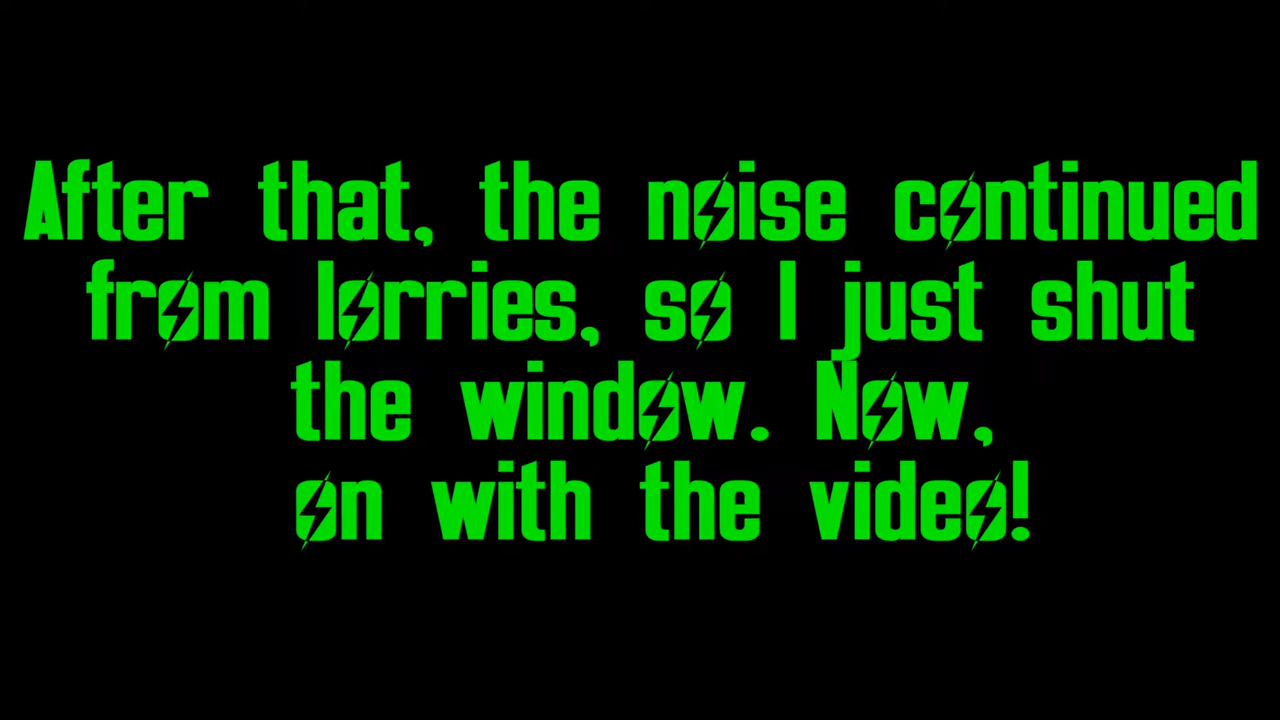 After that, the noise continued
from lorries, so I just shut
the window. Now,
on with the video!